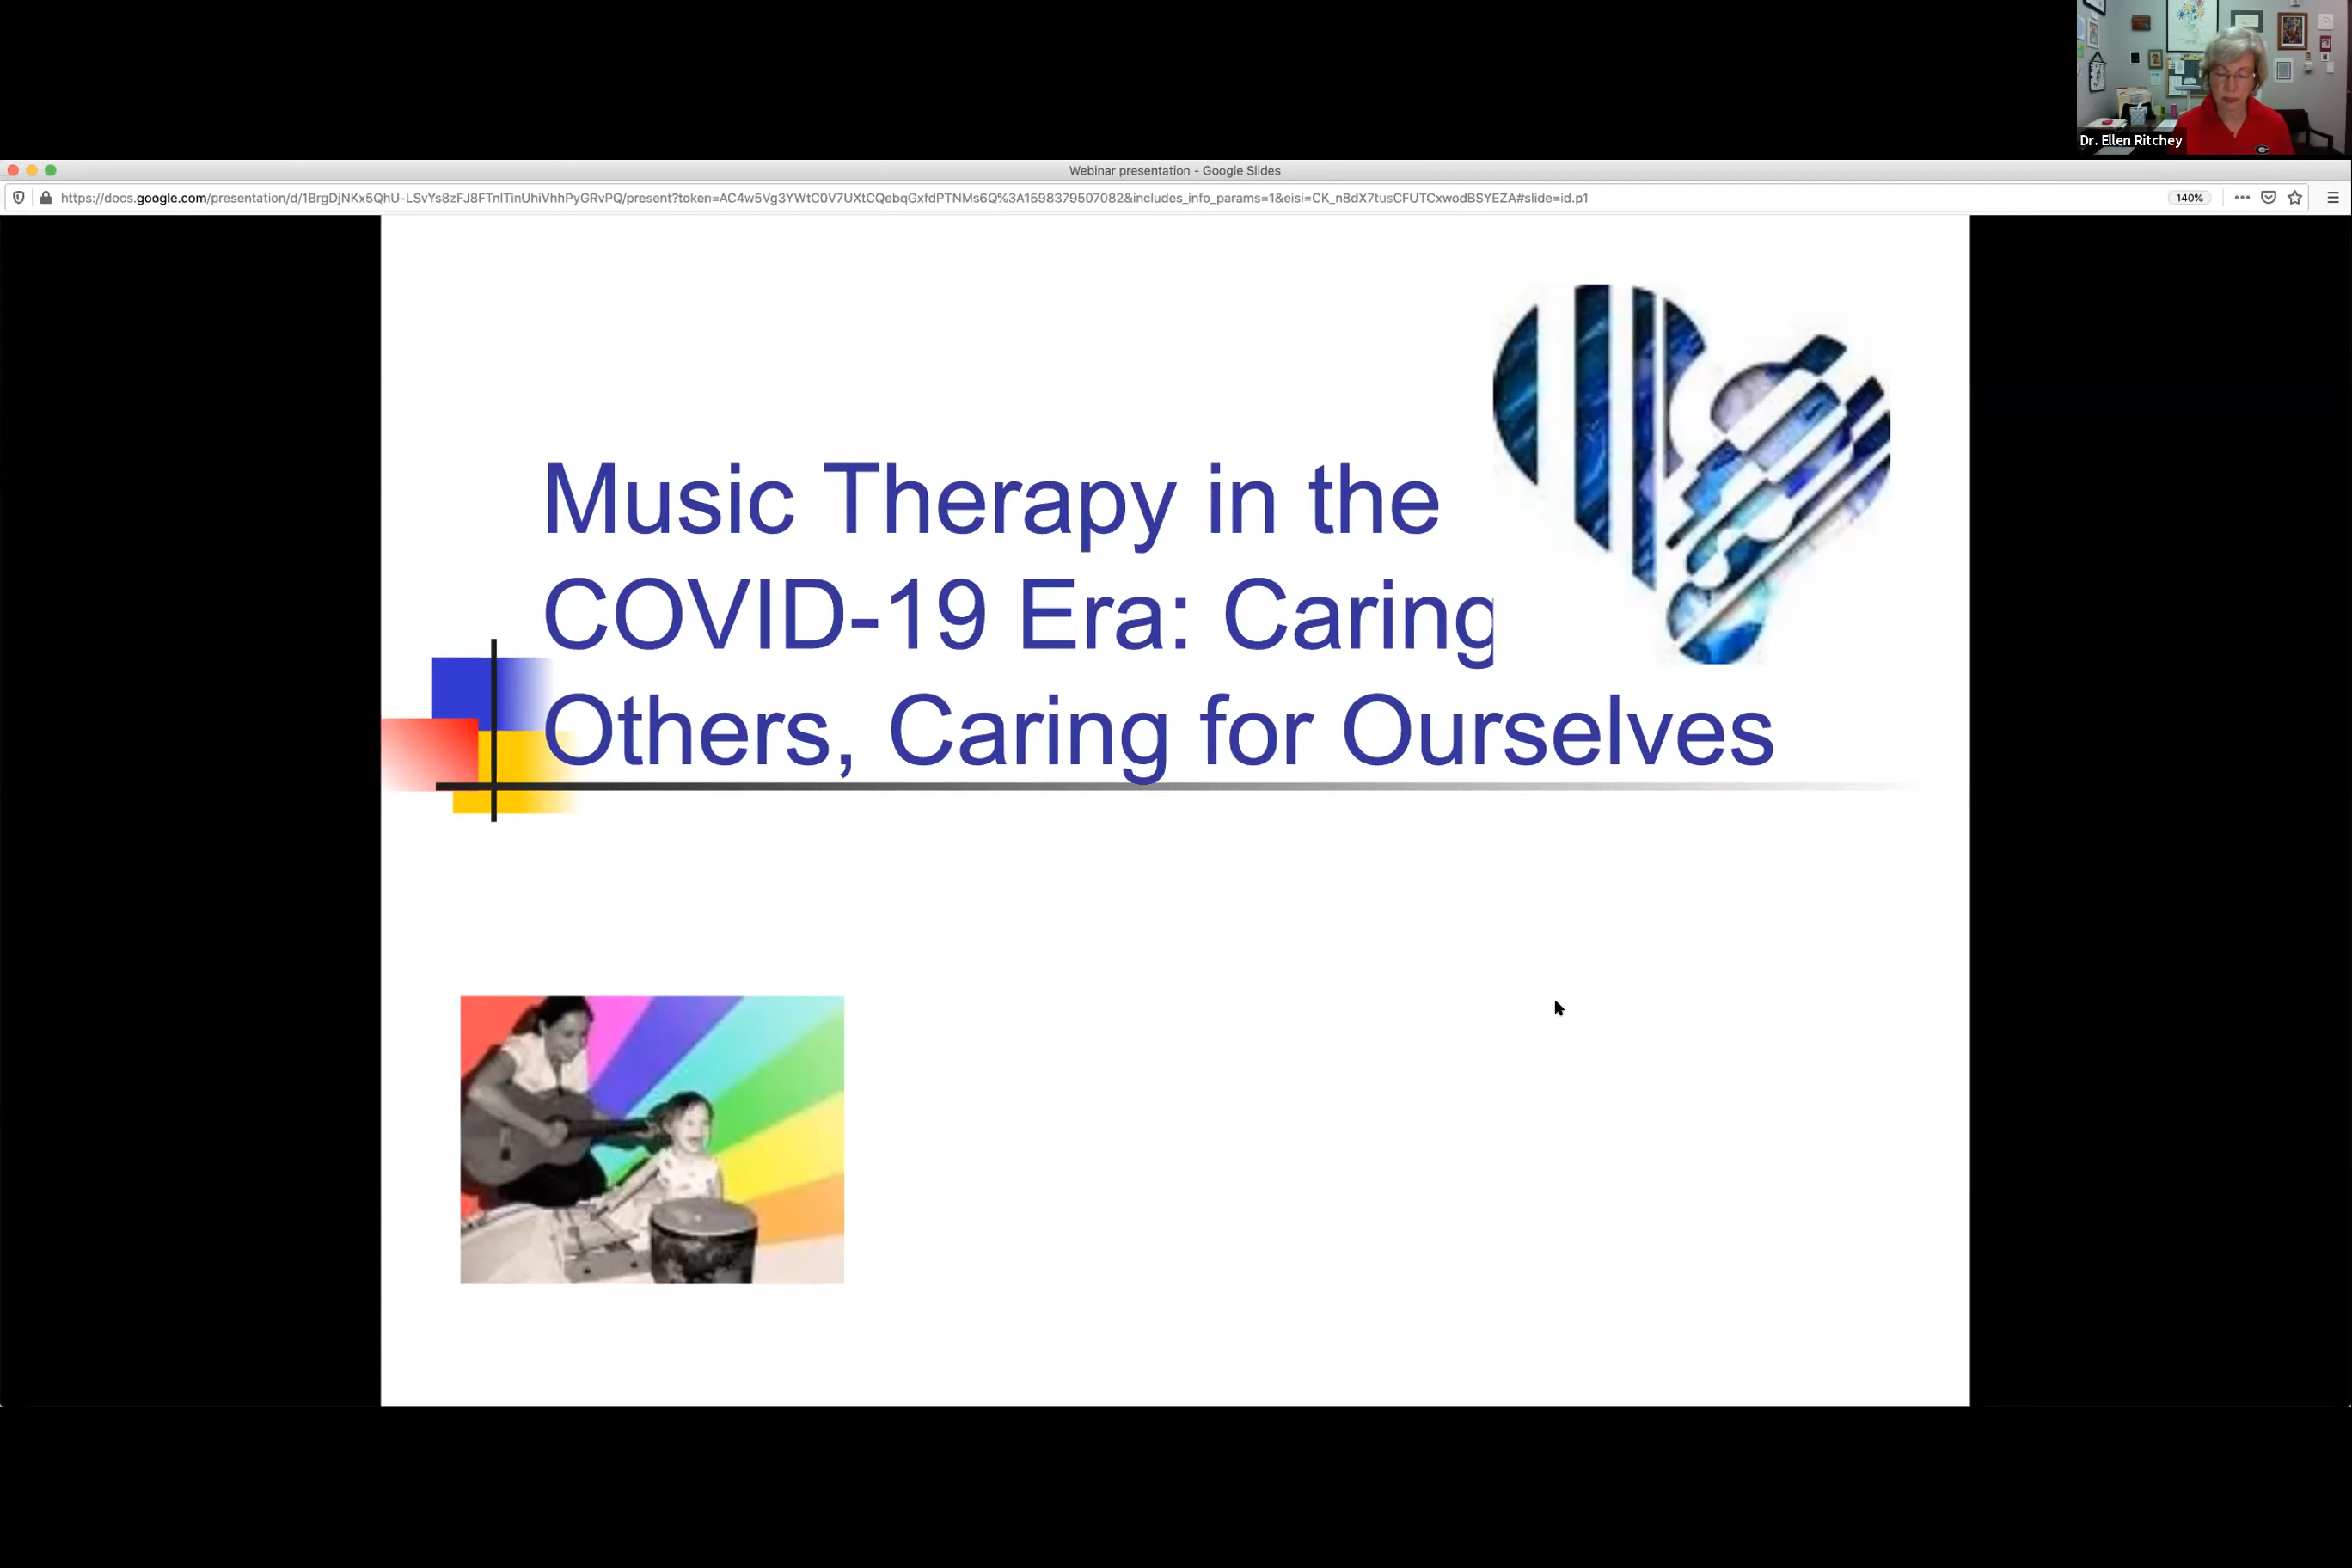 Dr. Ellen Ritchey
Webinar presentation - Google Slides
https://docs.google.com/presentation/d/1BrgDjNKx5QhU-LSvYs8zFJ8FTnlTinUhiVhhPyGRvPQ/present?token=AC4w5Vg3YWtC0V7UXtCQebqGxfdPTNMs6Q%3A1598379507082&includes_info_params=1&eisi=CK_n8dX7tusCFUTCxwodBSYEZA#slide=id.p1
140%
Music Therapy in the
COVID-19 Era: Caring
Others, Caring for Ourselves